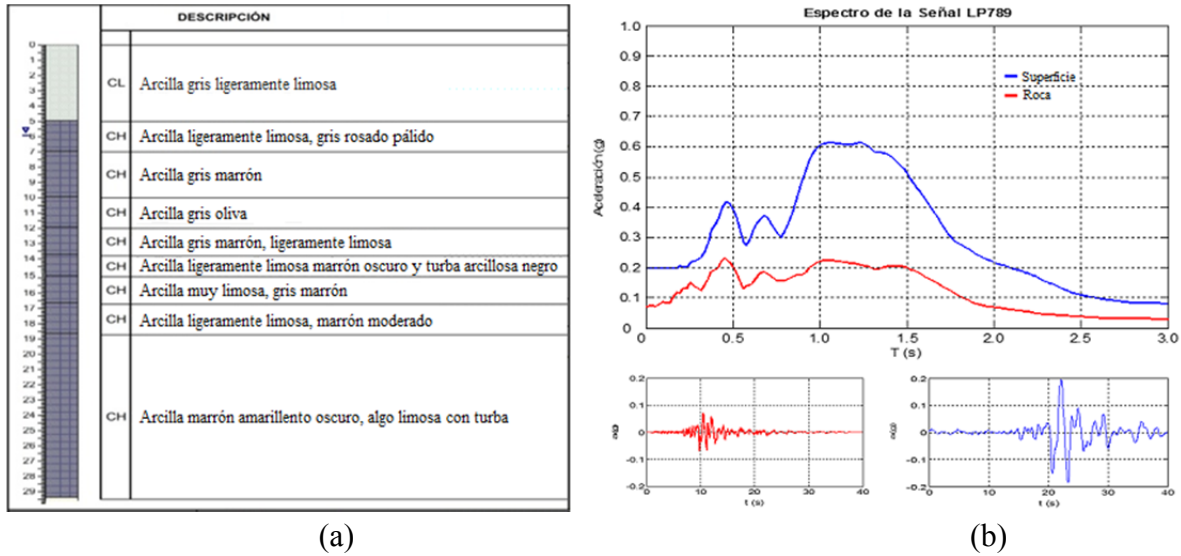 DESCRIPCIÓN
0
1
2
3
4
5
6
7
8
9
10
11
12
13
14
15
16
17
18
19
20
21
22
23
24
25
26
27
28
29
CL Arcilla gris ligeramente limosa
CH Arcilla ligeramente limosa, gris rosado pálido
CH Arcilla gris marrón
CH Arcilla gris oliva
CH Arcilla gris marrón, ligeramente limosa
CH Arcilla ligeramente limosa marrón oscuro y turba arcillosa negro
CH Arcilla muy limosa, gris marrón
CH Arcilla ligeramente limosa, marrón moderado
CH Arcilla marrón amarillento oscuro, algo limosa con turba
(a)
Espectro de la Señal LP789
1.0
0.9
0.8
0.7
0.6
0.5
0.4
0.3
0.2
0.1
0
Aceleración(g)
Superficie
Roca
0 0.5 1.0 1.5 2.0 2.5 3.0
T (s)
0.2
0.1
0
-0.1
-0.2
a(g)
0 10 20 30 40
t (s)
0.2
0.1
0
-0.1
-0.2
a(g)
0 10 20 30 40
t (s)
(b)